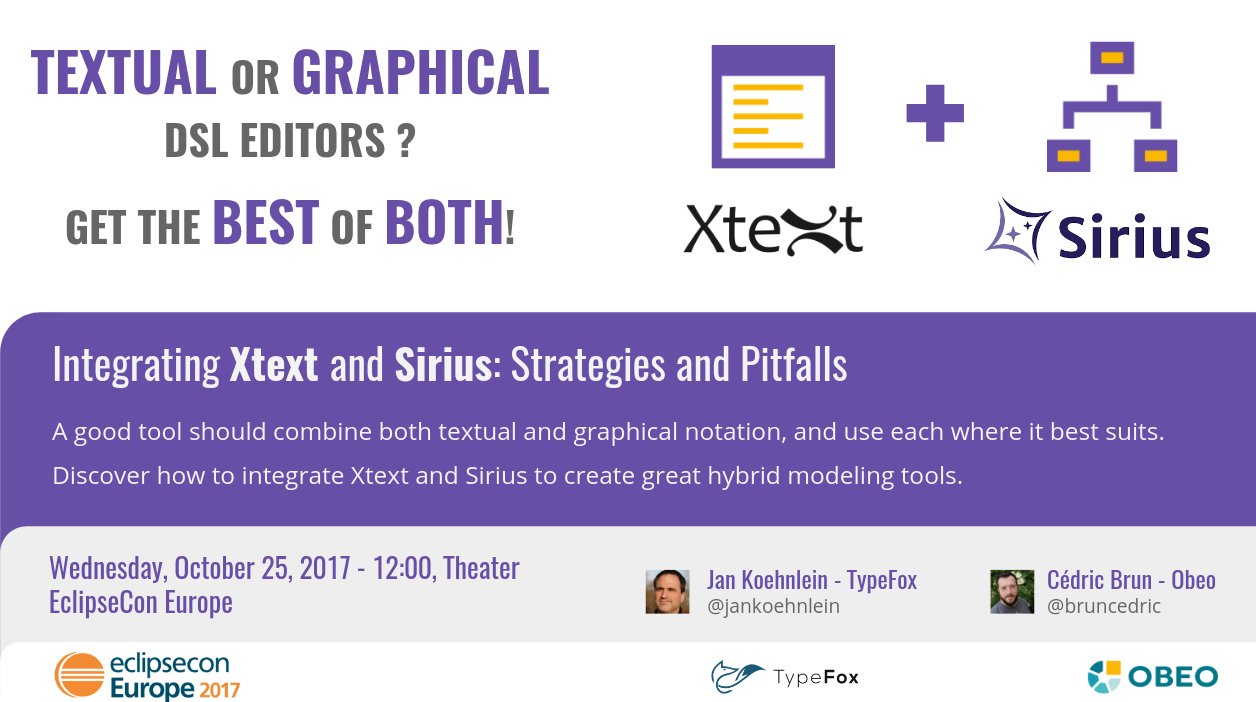 TEXTUAL OR GRAPHICAL
DSL EDITORS ?
GET THE BEST OF BOTH!
Xtext
Sirius
Integrating Xtext and Sirius: Strategies and Pitfalls
A good tool should combine both textual and graphical notation, and use each where it best suits.
Discover how to integrate Xtext and Sirius to create great hybrid modeling tools.
Wednesday, October 25, 2017 - 12:00, Theater
EclipseCon Europe
Jan Koehnlein - TypeFox
@jankoehnlein
Cédric Brun - Obeo
@bruncedric
eclipsecon
Europe 2017
TypeFox
OBEO